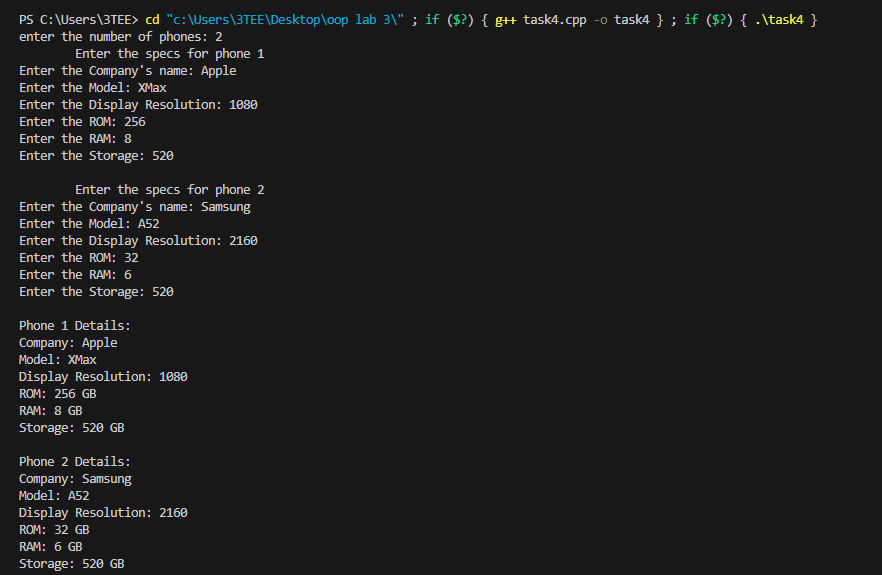 PS C:\Users\3TEE> cd "c:\Users\3TEE\Desktop\oop lab 3\" ; if ($?) { g++ task4.cpp -o task4 } ; if ($?) { .\task4 }
enter the number of phones: 2
Enter the specs for phone 1
Enter the Company's name: Apple
Enter the Model: XMax
Enter the Display Resolution: 1080
Enter the ROM: 256
Enter the RAM: 8
Enter the Storage: 520
Enter the specs for phone 2
Enter the Company's name: Samsung
Enter the Model: A52
Enter the Display Resolution: 2160
Enter the ROM: 32
Enter the RAM: 6
Enter the Storage: 520
Phone 1 Details:
Company: Apple
Model: XMax
Display Resolution: 1080
ROM: 256 GB
RAM: 8 GB
Storage: 520 GB
Phone 2 Details:
Company: Samsung
Model: A52
Display Resolution: 2160
ROM: 32 GB
RAM: 6 GB
Storage: 520 GB